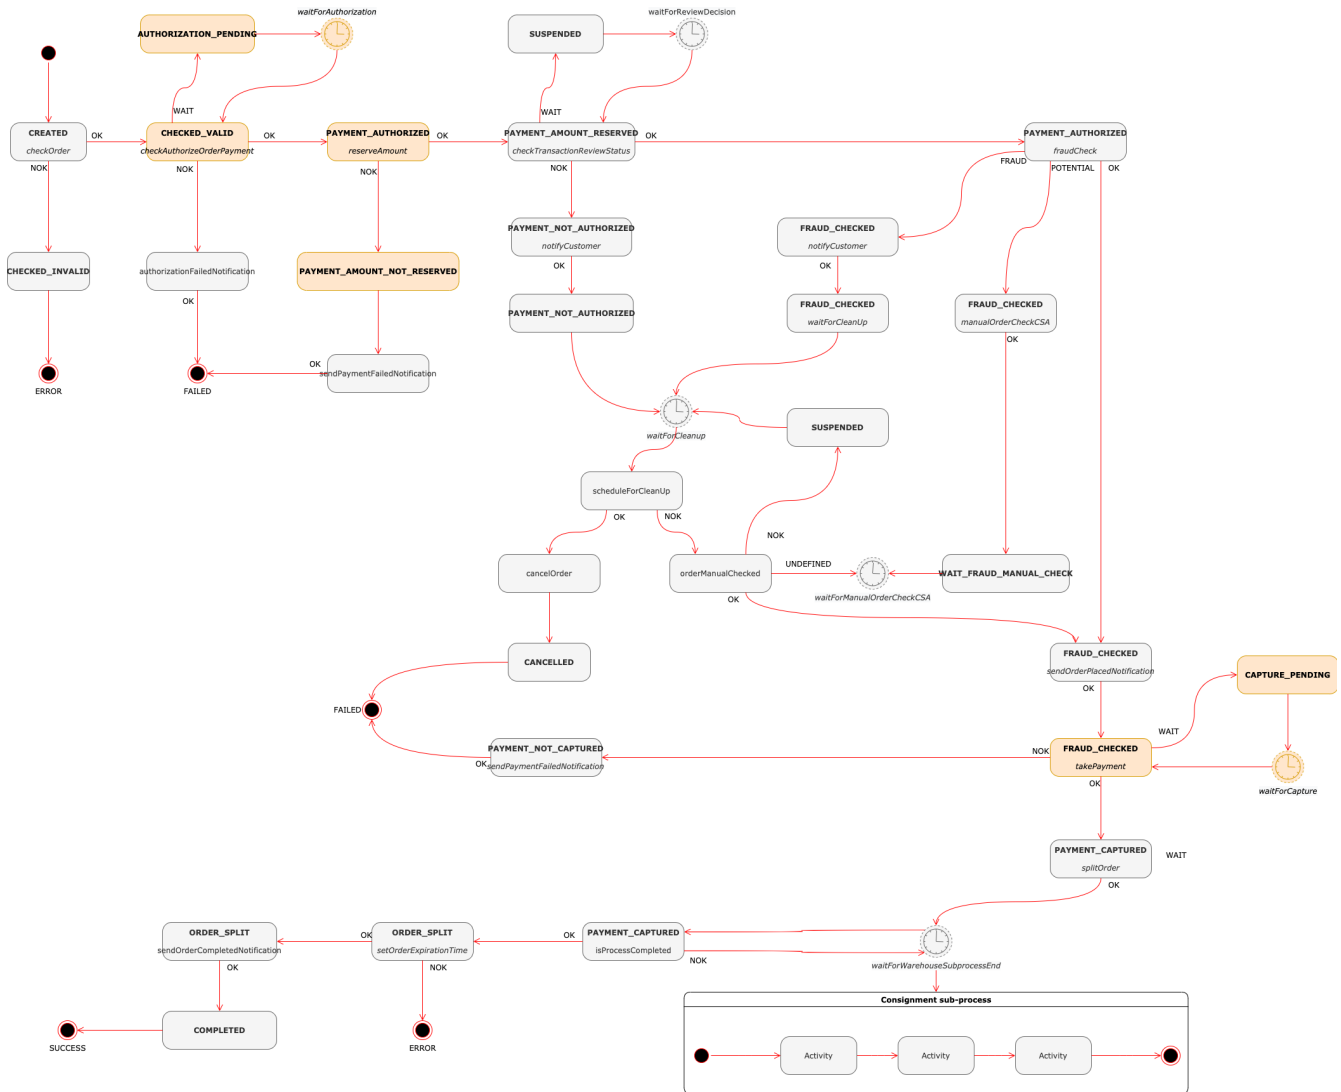 waitForAuthorization
waitForReviewDecision
AUTHORIZATION_PENDING
SUSPENDED
WAIT
WAIT
CREATED
checkOrder
OK
CHECKED_VALID
checkAuthorizeOrderPayment
OK
PAYMENT_AUTHORIZED
reserveAmount
OK
PAYMENT_AMOUNT_RESERVED
checkTransactionReviewStatus
OK
PAYMENT_AUTHORIZED
fraudCheck
NOK
NOK
NOK
NOK
FRAUD
POTENTIAL
OK
PAYMENT_NOT_AUTHORIZED
notifyCustomer
OK
FRAUD_CHECKED
notifyCustomer
OK
CHECKED_INVALID
authorizationFailedNotification
OK
PAYMENT_AMOUNT_NOT_RESERVED
PAYMENT_NOT_AUTHORIZED
FRAUD_CHECKED
waitForCleanUp
FRAUD_CHECKED
manualOrderCheckCSA
OK
ERROR
FAILED
OK
sendPaymentFailedNotification
waitForCleanup
SUSPENDED
scheduleForCleanUp
OK
NOK
NOK
cancelOrder
orderManualChecked
UNDEFINED
OK
waitForManualOrderCheckCSA
WAIT_FRAUD_MANUAL_CHECK
CANCELLED
FRAUD_CHECKED
sendOrderPlacedNotification
OK
CAPTURE_PENDING
FAILED
WAIT
PAYMENT_NOT_CAPTURED
sendPaymentFailedNotification
OK
NOK
FRAUD_CHECKED
takePayment
OK
waitForCapture
PAYMENT_CAPTURED
splitOrder
OK
WAIT
ORDER_SPLIT
sendOrderCompletedNotification
OK
OK
ORDER_SPLIT
setOrderExpirationTime
NOK
OK
PAYMENT_CAPTURED
isProcessCompleted
NOK
waitForWarehouseSubprocessEnd
Consignment sub-process
COMPLETED
SUCCESS
ERROR
Activity
Activity
Activity